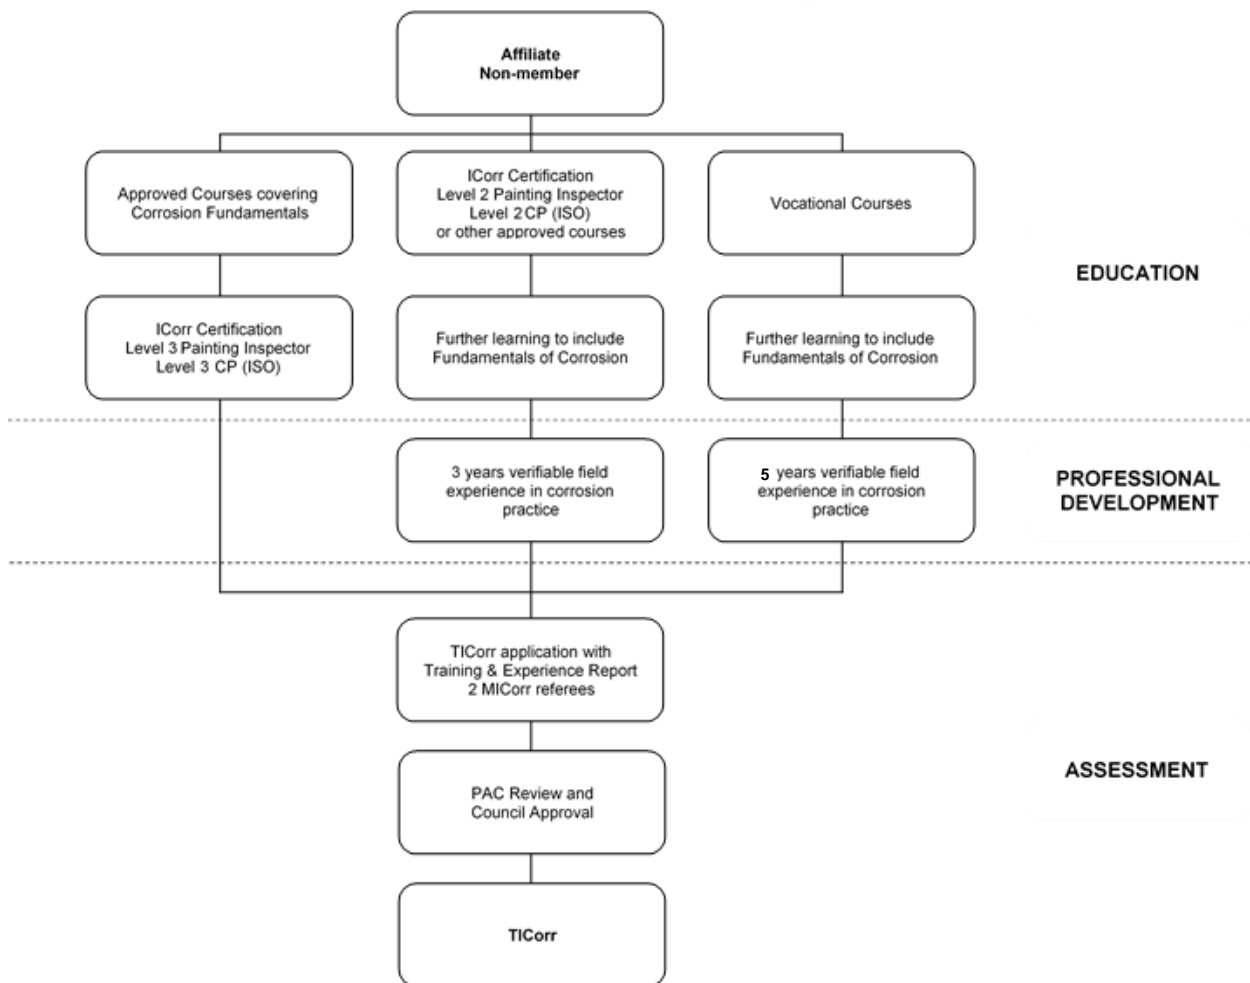 Affiliate
Non-member
Approved Courses covering
Corrosion Fundamentals
ICorr Certification
Level 2 Painting Inspector
Level 2 CP (ISO)
or other approved courses
Vocational Courses
EDUCATION
ICorr Certification
Level 3 Painting Inspector
Level 3 CP (ISO)
Further learning to include
Fundamentals of Corrosion
Further learning to include
Fundamentals of Corrosion
3 years verifiable field
experience in corrosion
practice
5 years verifiable field
experience in corrosion
practice
PROFESSIONAL
DEVELOPMENT
TICorr application with
Training & Experience Report
2 MICorr referees
PAC Review and
Council Approval
ASSESSMENT
TICorr